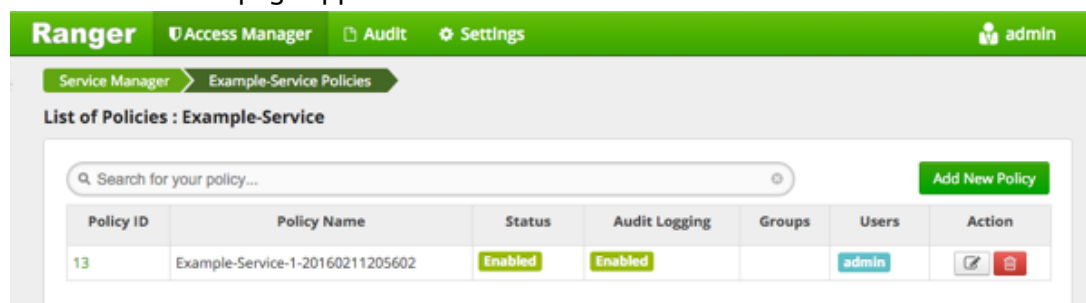 Ranger Access Manager Audit Settings admin
Service Manager Example-Service Policies
List of Policies : Example-Service
Search for your policy... Add New Policy
Policy ID Policy Name Status Audit Logging Groups Users Action
13 Example-Service-1-20160211205602 Enabled Enabled admin